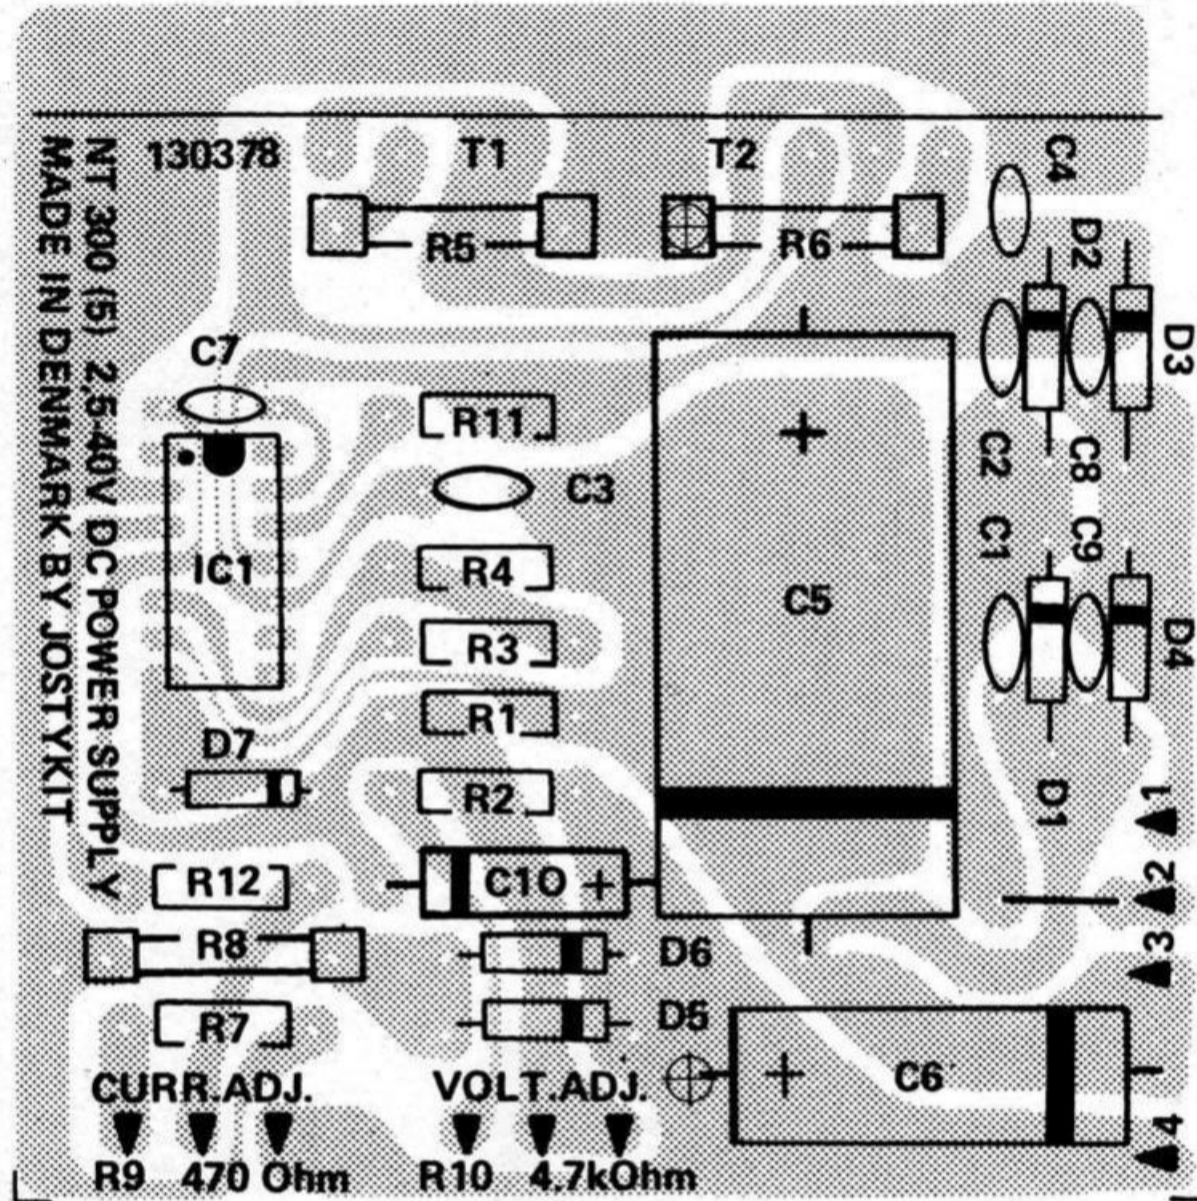 130378
T1
T2
C4
NT 300 (5) 2,5-40V DC POWER SUPPLY
MADE IN DENMARK BY JOSTYKIT
R5
R6
D2
D3
C7
R11
+
C3
C2
C8
IC1
R4
C5
C1
C9
R3
D4
R1
D7
R2
D1
1
R12
C10 +
2
R8
D6
3
R7
D5
+ C6
CURR.ADJ.
VOLT.ADJ.
4
R9 470 Ohm
R10 4.7kOhm